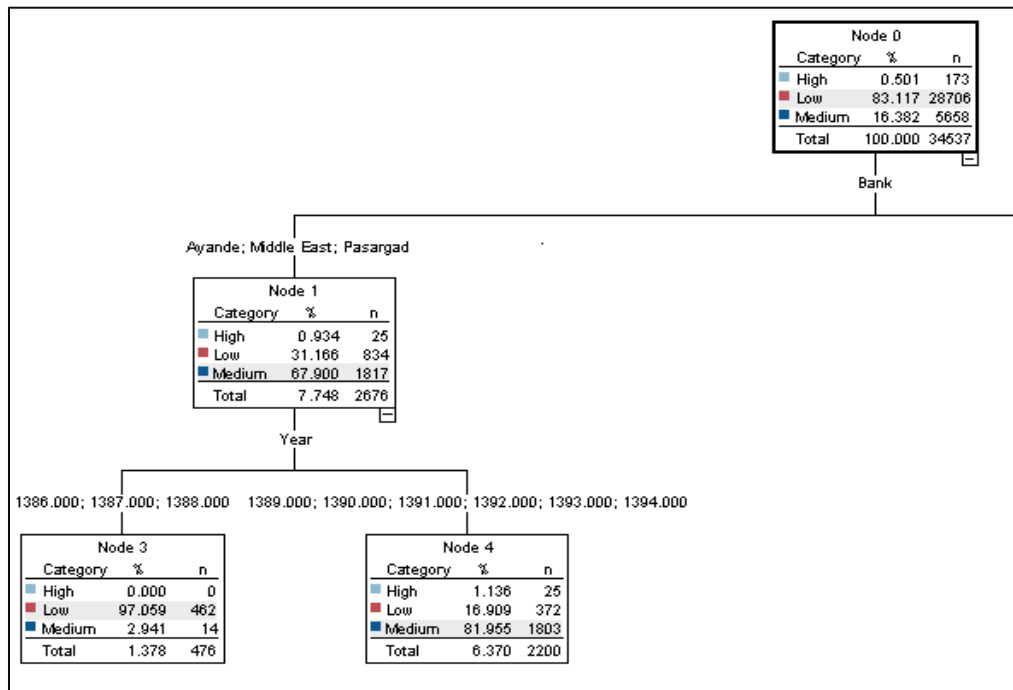 Node 0
Category % n
High 0.501 173
Low 83.117 28706
Medium 16.382 5658
Total 100.000 34537
Bank
Ayande; Middle East; Pasargad
Node 1
Category % n
High 0.934 25
Low 31.166 834
Medium 67.900 1817
Total 7.748 2676
Year
1386.000; 1387.000; 1388.000
1389.000; 1390.000; 1391.000; 1392.000; 1393.000; 1394.000
Node 3
Category % n
High 0.000 0
Low 97.059 462
Medium 2.941 14
Total 1.378 476
Node 4
Category % n
High 1.136 25
Low 16.909 372
Medium 81.955 1803
Total 6.370 2200